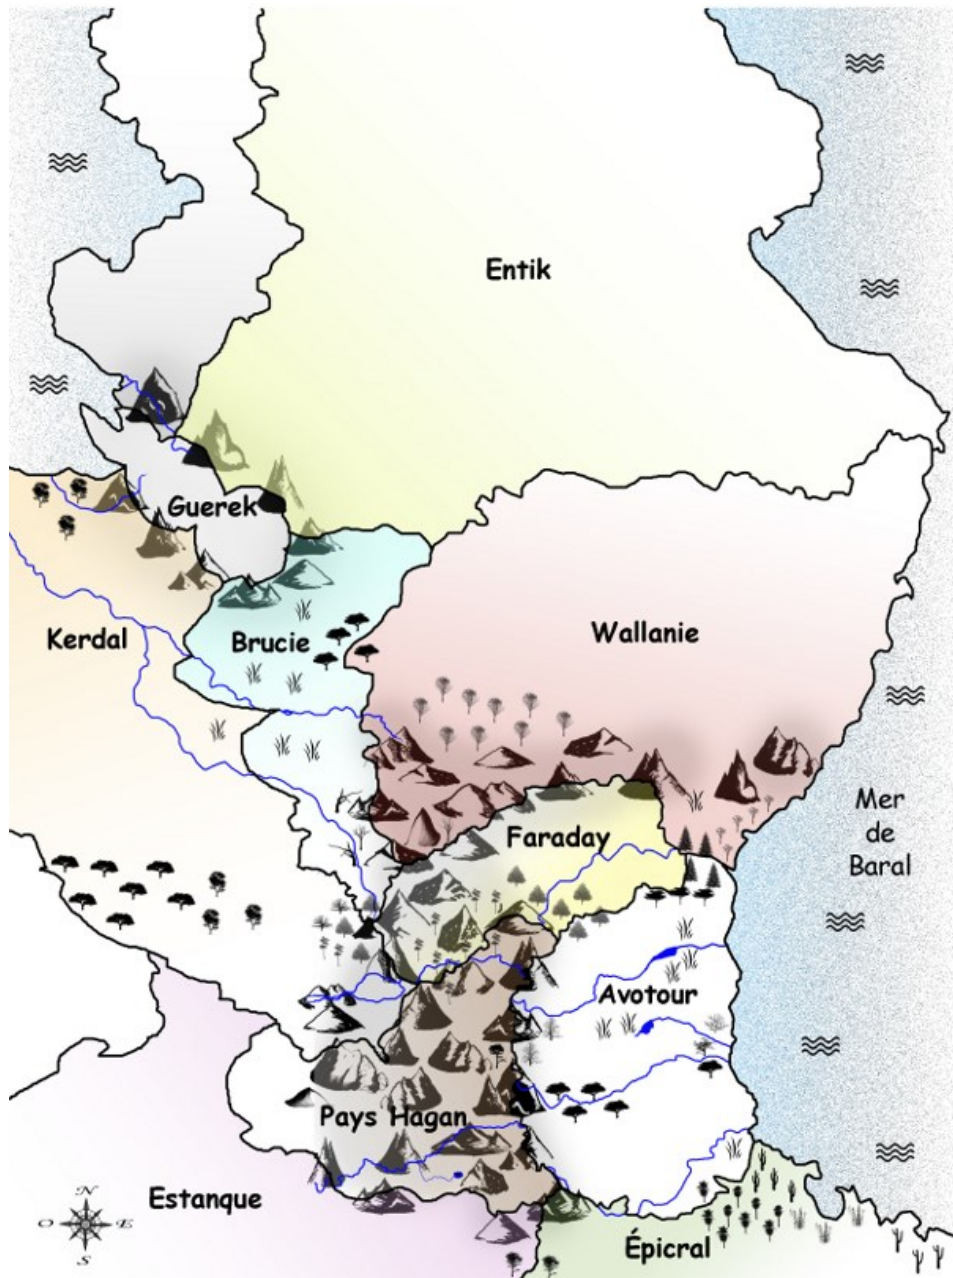 Entik
Guerek
Kerdal
Brucie
Wallanie
Mer
de
Baral
Faraday
Avotour
Pays Hagan
Estanque
Épicral
N
O
E
S